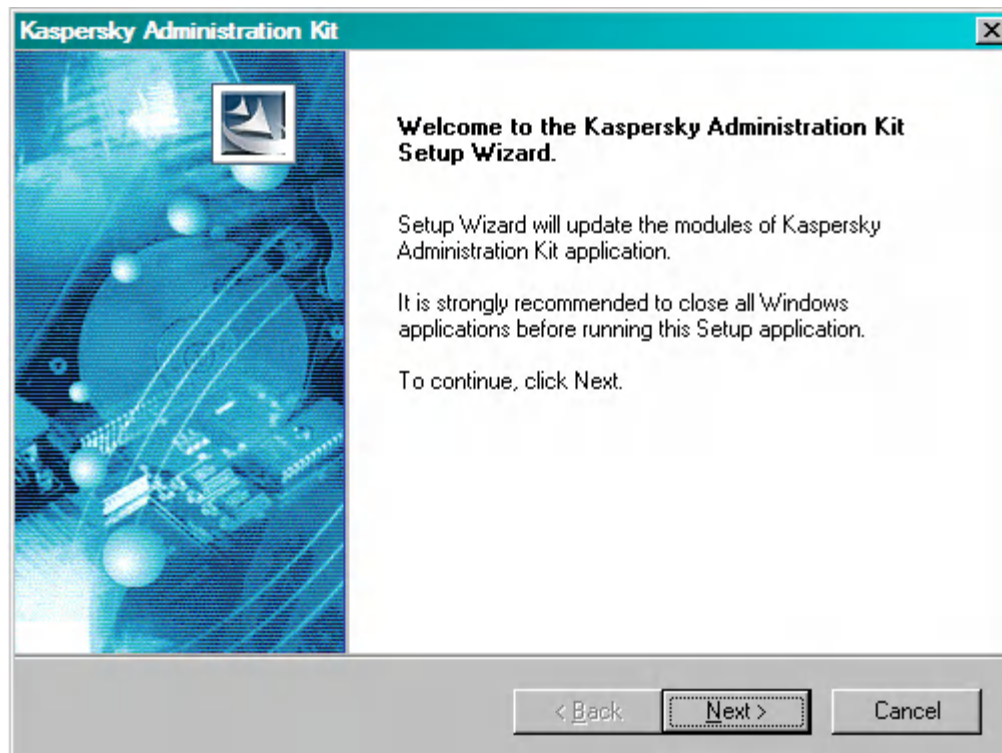 Kaspersky Administration Kit
Welcome to the Kaspersky Administration Kit
Setup Wizard.
Setup Wizard will update the modules of Kaspersky
Administration Kit application.
It is strongly recommended to close all Windows
applications before running this Setup application.
To continue, click Next.
< Back
Next >
Cancel